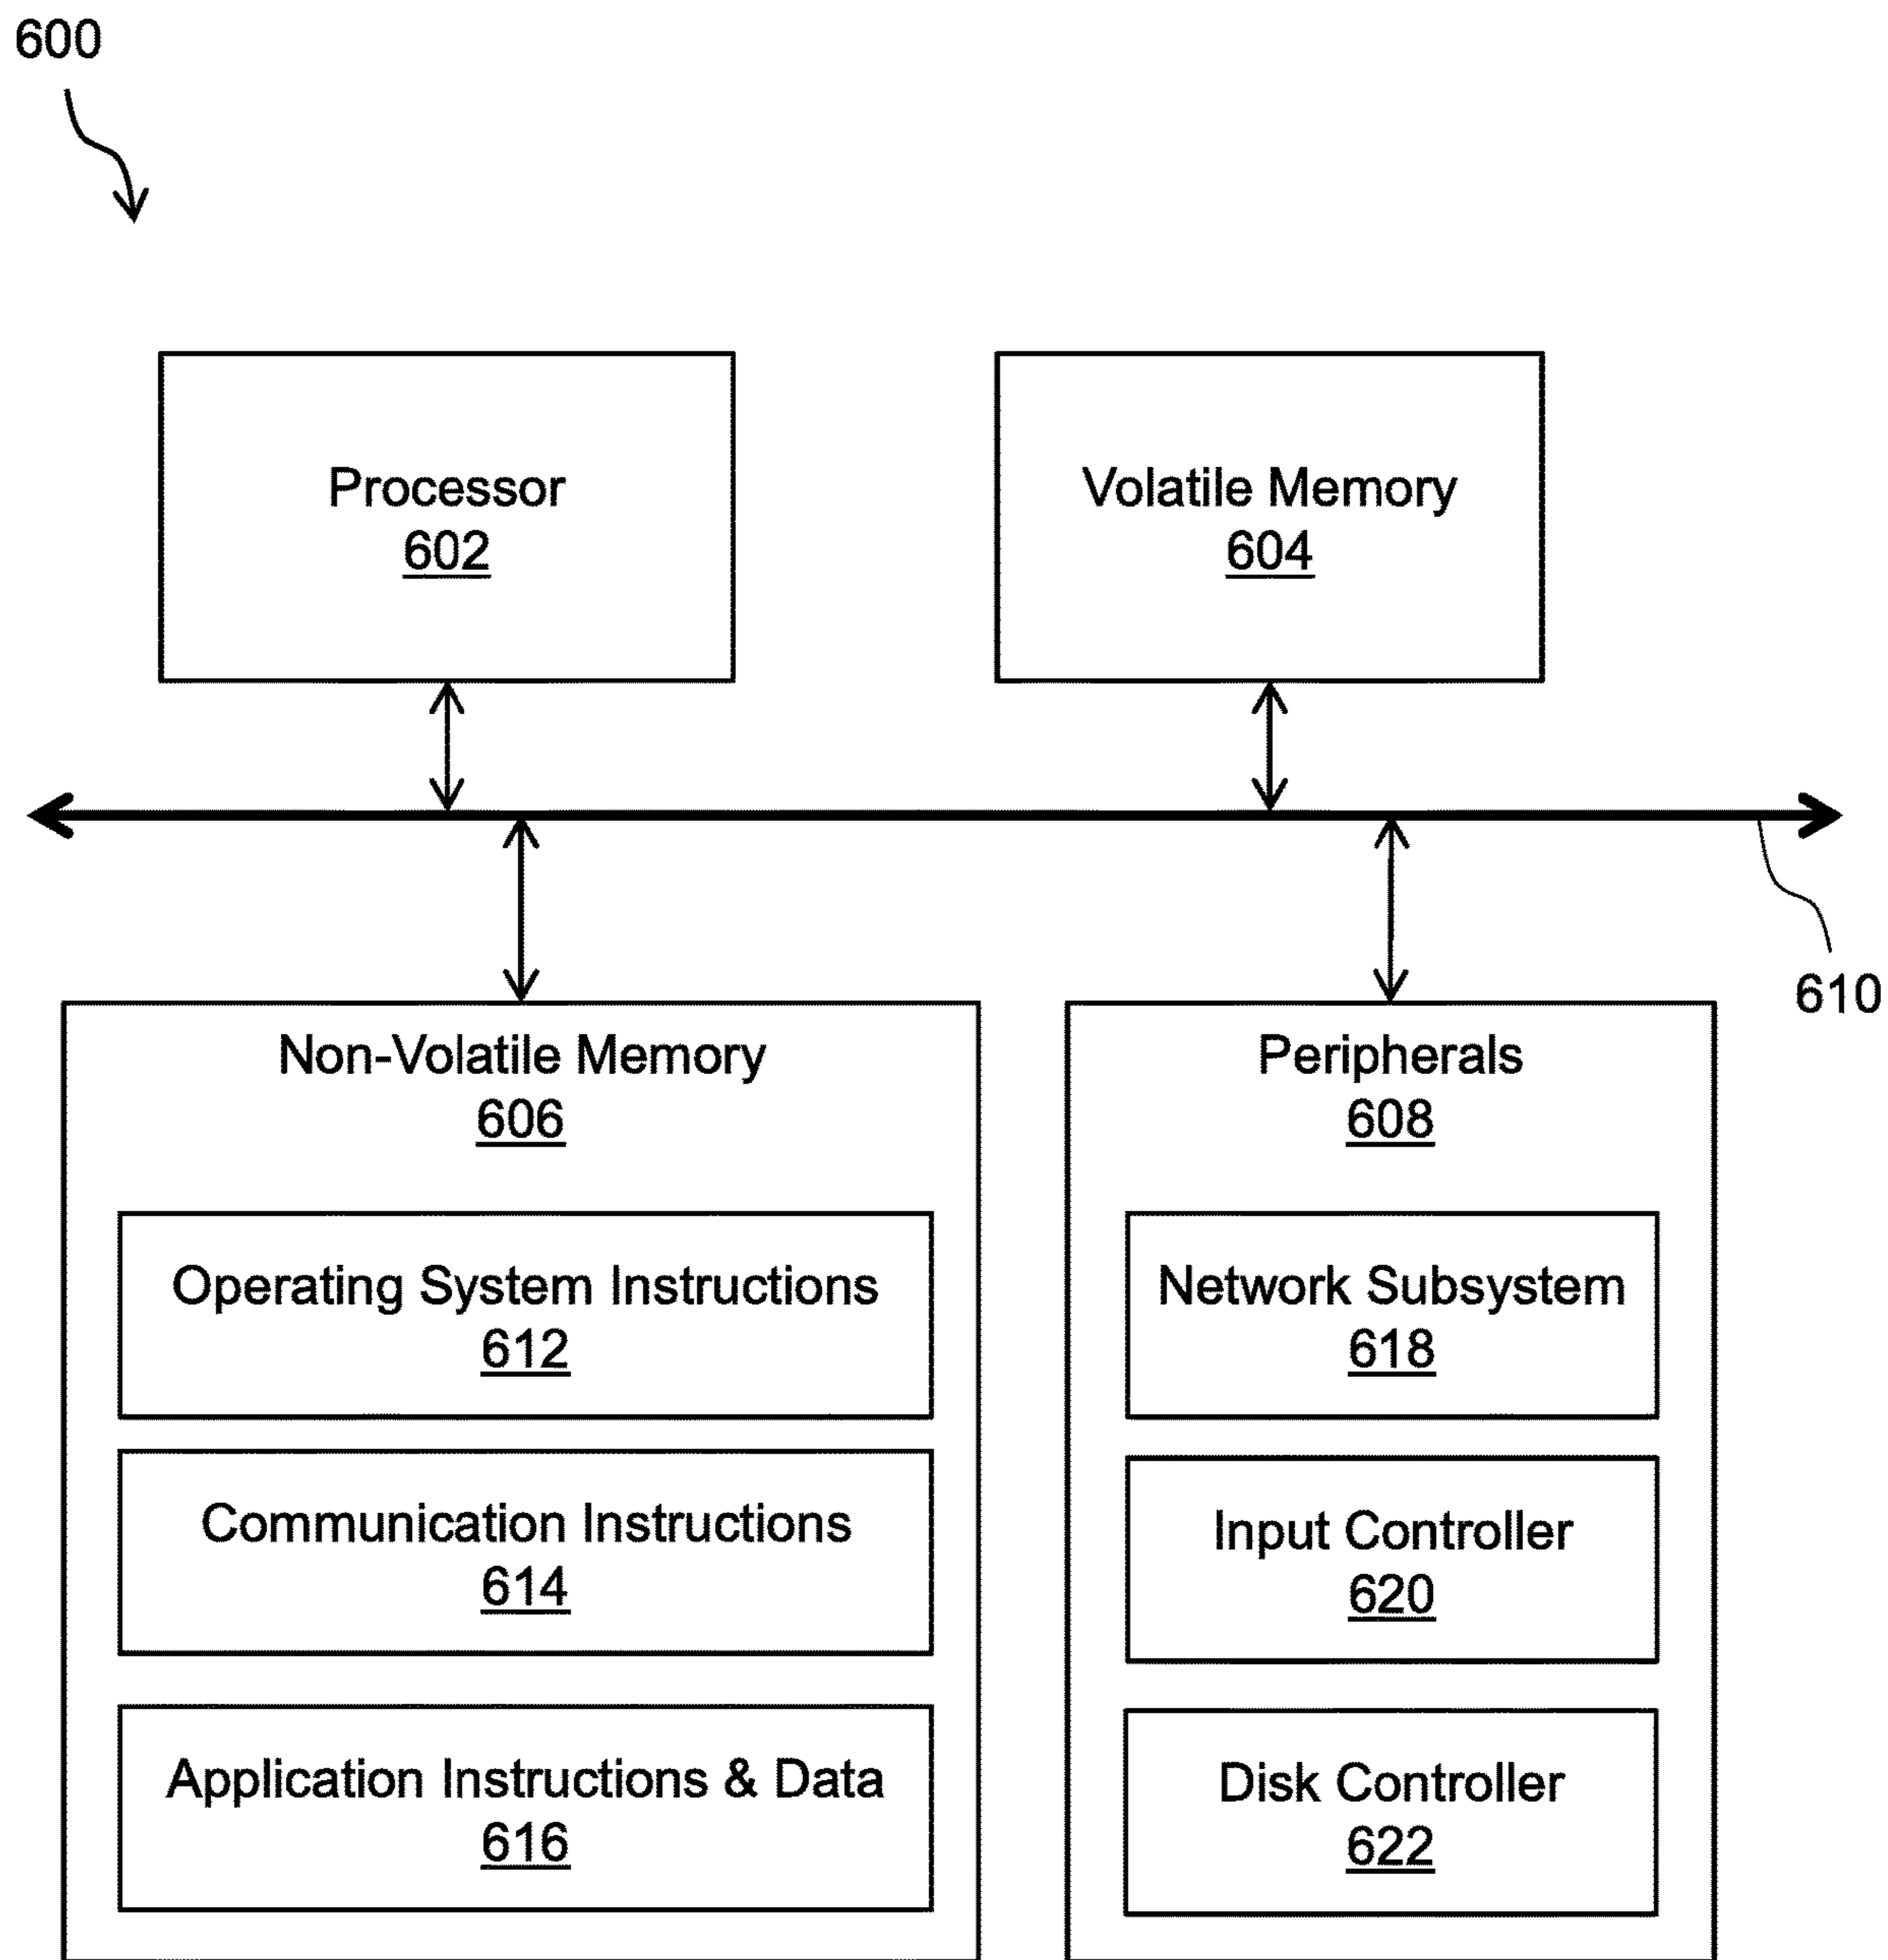 600
Processor
602
Volatile Memory
604
610
Non-Volatile Memory
606
Operating System Instructions
612
Communication Instructions
614
Application Instructions & Data
616
Peripherals
608
Network Subsystem
618
Input Controller
620
Disk Controller
622